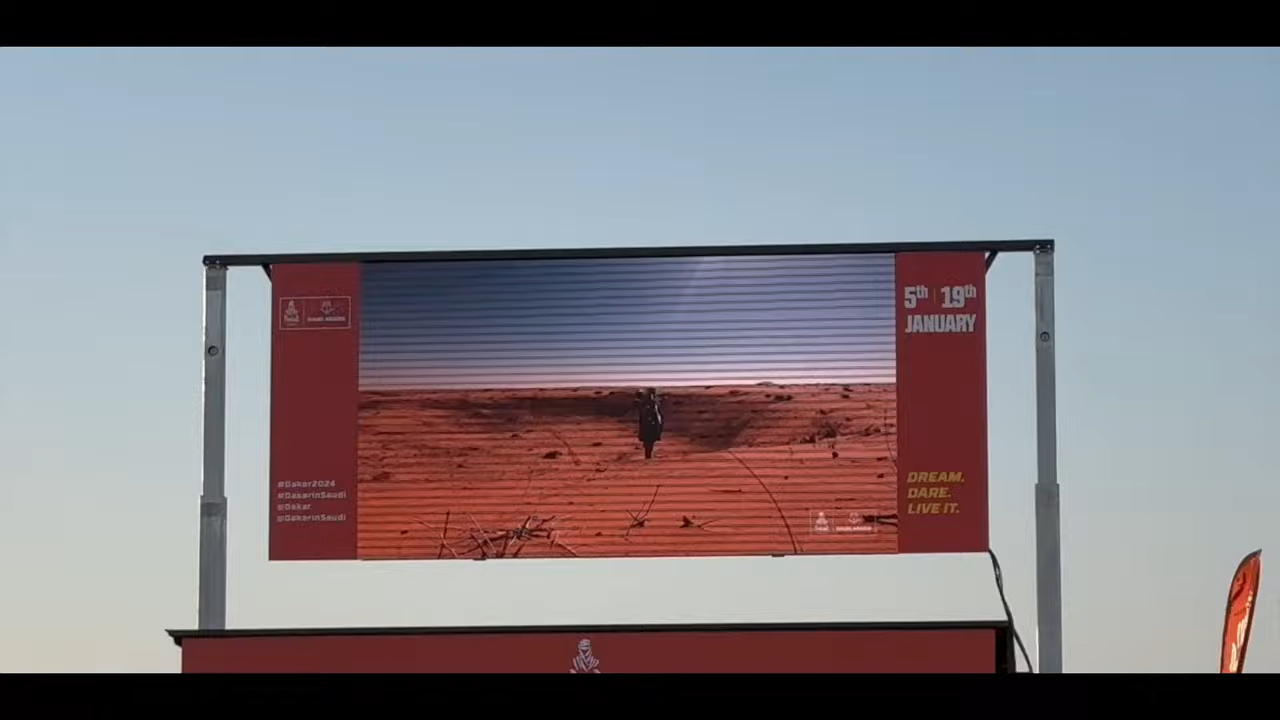 #Dakar2024
#DakarinSaudi
@Dakar
@DakarinSaudi
5th | 19th
JANUARY
DREAM.
DARE.
LIVE IT.